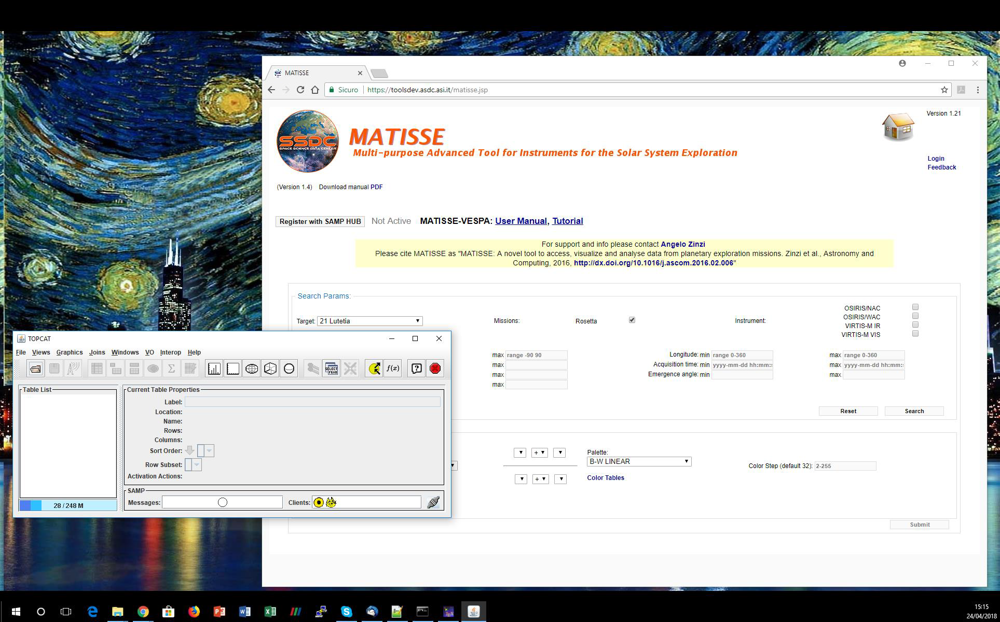 MATISSE
Sicuro https://toolsdev.asdc.asi.it/matisse.jsp
Version 1.21
SSDC
SPACE SCIENCE DATA CENTER
MATISSE
Multi-purpose Advanced Tool for Instruments for the Solar System Exploration
Login
Feedback
(Version 1.4) Download manual PDF
Register with SAMP HUB Not Active MATISSE-VESPA: User Manual, Tutorial
For support and info please contact Angelo Zinzi
Please cite MATISSE as "MATISSE: A novel tool to access, visualize and analyse data from planetary exploration missions. Zinzi et al., Astronomy and
Computing, 2016, http://dx.doi.org/10.1016/j.ascom.2016.02.006"
Search Params:
Target: 21 Lutetia Missions: Rosetta Instrument:
OSIRIS/NAC
OSIRIS/WAC
VIRTIS-M IR
VIRTIS-M VIS
max range -90 90 Longitude: min range 0-360 max range 0-360
max Acquisition time: min yyyy-mm-dd hh:mm: max yyyy-mm-dd hh:mm:
max Emergence angle: min max
max
Reset Search
+ Palette:
B-W LINEAR
Color Step (default 32): 2-255
+ Color Tables
Submit
TOPCAT
File Views Graphics Joins Windows VO Interop Help
SELECT
FROM
f(x)
Table List
Current Table Properties
Label:
Location:
Name:
Rows:
Columns:
Sort Order:
Row Subset:
Activation Actions:
SAMP
28 / 248 M Messages: Clients:
15:15
24/04/2018